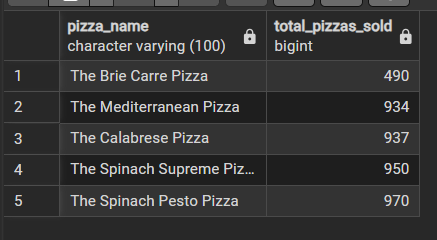 pizza_name total_pizzas_sold
character varying (100) bigint
1 The Brie Carre Pizza 490
2 The Mediterranean Pizza 934
3 The Calabrese Pizza 937
4 The Spinach Supreme Piz... 950
5 The Spinach Pesto Pizza 970